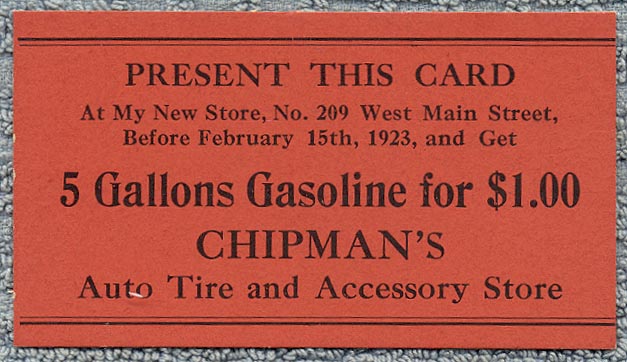 PRESENT THIS CARD
At My New Store, No. 209 West Main Street,
Before February 15th, 1923, and Get
5 Gallons Gasoline for $1.00
CHIPMAN'S
Auto Tire and Accessory Store